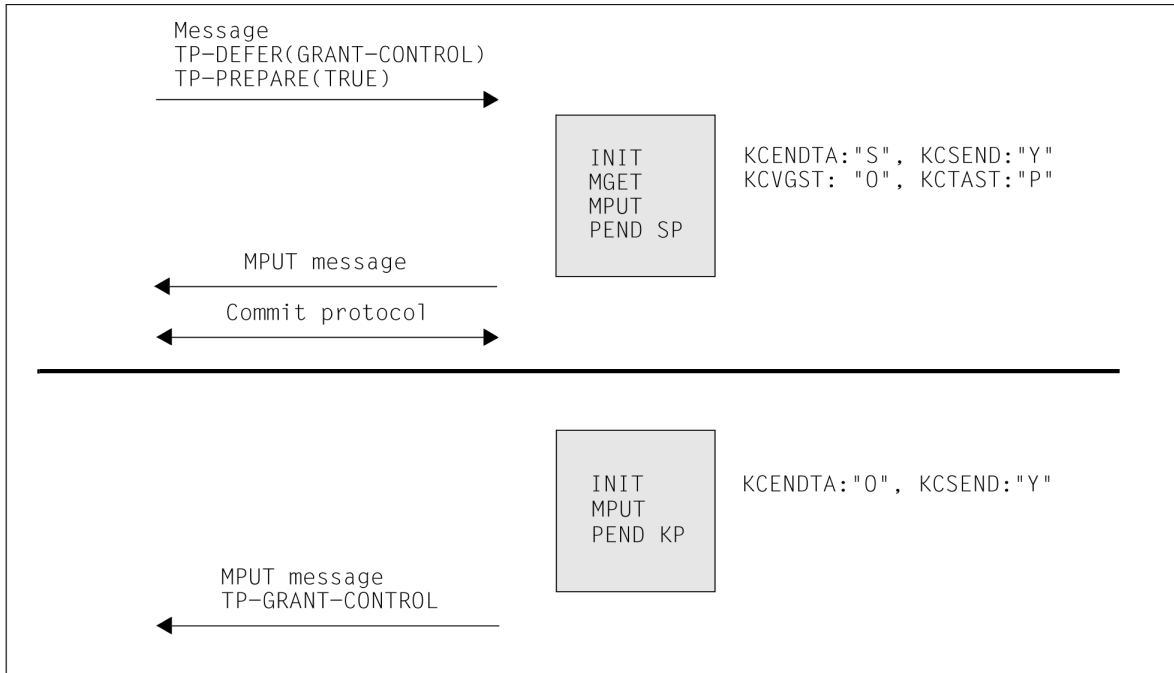 Message
TP-DEFER(GRANT-CONTROL)
TP-PREPARE(TRUE)
INIT
MGET
MPUT
PEND SP
KCENDTA:"S", KCSEND:"Y"
KCVGST: "O", KCTAST:"P"
MPUT message
Commit protocol
INIT
MPUT
PEND KP
KCENDTA:"O", KCSEND:"Y"
MPUT message
TP-GRANT-CONTROL